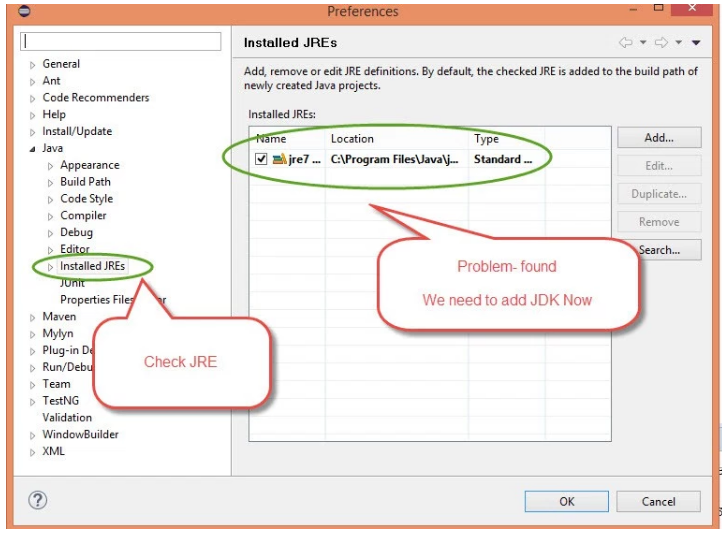 Preferences
Installed JREs
Add, remove or edit JRE definitions. By default, the checked JRE is added to the build path of
newly created Java projects.
Installed JREs:
Name Location Type
jre7 ... C:\Program Files\Java\j... Standard ...
Add...
Edit...
Duplicate...
Remove
Search...
General
Ant
Code Recommenders
Help
Install/Update
Java
Appearance
Build Path
Code Style
Compiler
Debug
Editor
Installed JREs
JUnit
Properties Files
Maven
Mylyn
Plug-in De
Run/Debu
Team
TestNG
Validation
WindowBuilder
XML
Check JRE
Problem- found
We need to add JDK Now
OK Cancel